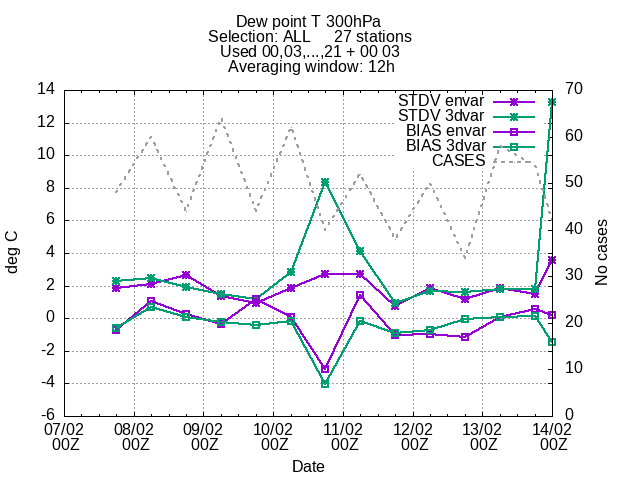 Dew point T 300hPa
Selection: ALL 27 stations
Used 00,03,...,21 + 00 03
Averaging window: 12h
14 70
STDV envar
STDV 3dvar
BIAS envar
BIAS 3dvar
CASES
12
10
8
6
4
2
0
-2
-4
-6
60
50
40
30
20
10
0
deg C
No cases
07/02 08/02 09/02 10/02 11/02 12/02 13/02 14/02
00Z 00Z 00Z 00Z 00Z 00Z 00Z 00Z
Date